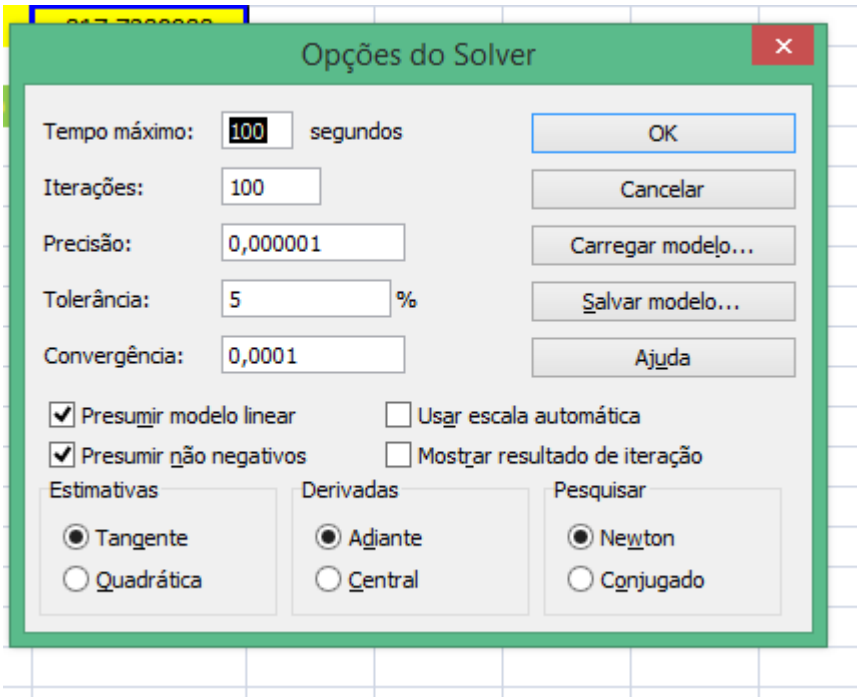 Opções do Solver
Tempo máximo: 100 segundos
OK
Iterações: 100
Cancelar
Precisão: 0,000001
Carregar modelo...
Tolerância: 5 %
Salvar modelo...
Convergência: 0,0001
Ajuda
Presumir modelo linear
Usar escala automática
Presumir não negativos
Mostrar resultado de iteração
Estimativas
Derivadas
Pesquisar
Tangente
Adiante
Newton
Quadrática
Central
Conjugado